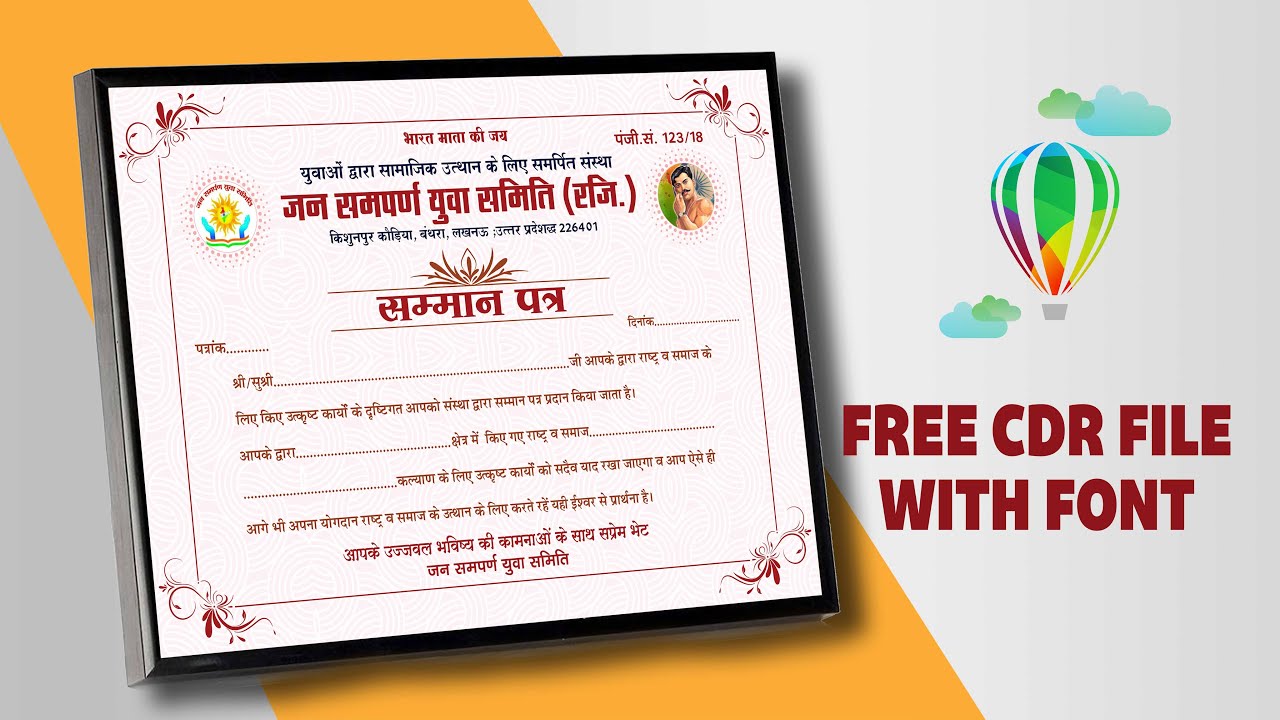 भारत माता की जय
पंजी.सं. 123/18
युवाओं द्वारा सामाजिक उत्थान के लिए समर्पित संस्था
जन समपर्ण युवा समिति (रजि.)
किशुनपुर कौड़िया, बंथरा, लखनऊ ;उत्तर प्रदेशद्ध 226401
सम्मान पत्र
पत्रांक............
दिनांक..............................
श्री/सुश्री..........................................................................जी आपके द्वारा राष्ट्र व समाज के
लिए किए उत्कृष्ट कार्यों के दृष्टिगत आपको संस्था द्वारा सम्मान पत्र प्रदान किया जाता है।
आपके द्वारा.......................................क्षेत्र में किए गए राष्ट्र व समाज................................
.......................................कल्याण के लिए उत्कृष्ट कार्यों को सदैव याद रखा जाएगा व आप ऐसे ही
आगे भी अपना योगदान राष्ट्र व समाज के उत्थान के लिए करते रहें यही ईश्वर से प्रार्थना है।
आपके उज्जवल भविष्य की कामनाओं के साथ सप्रेम भेट
जन समपर्ण युवा समिति
FREE CDR FILE
WITH FONT